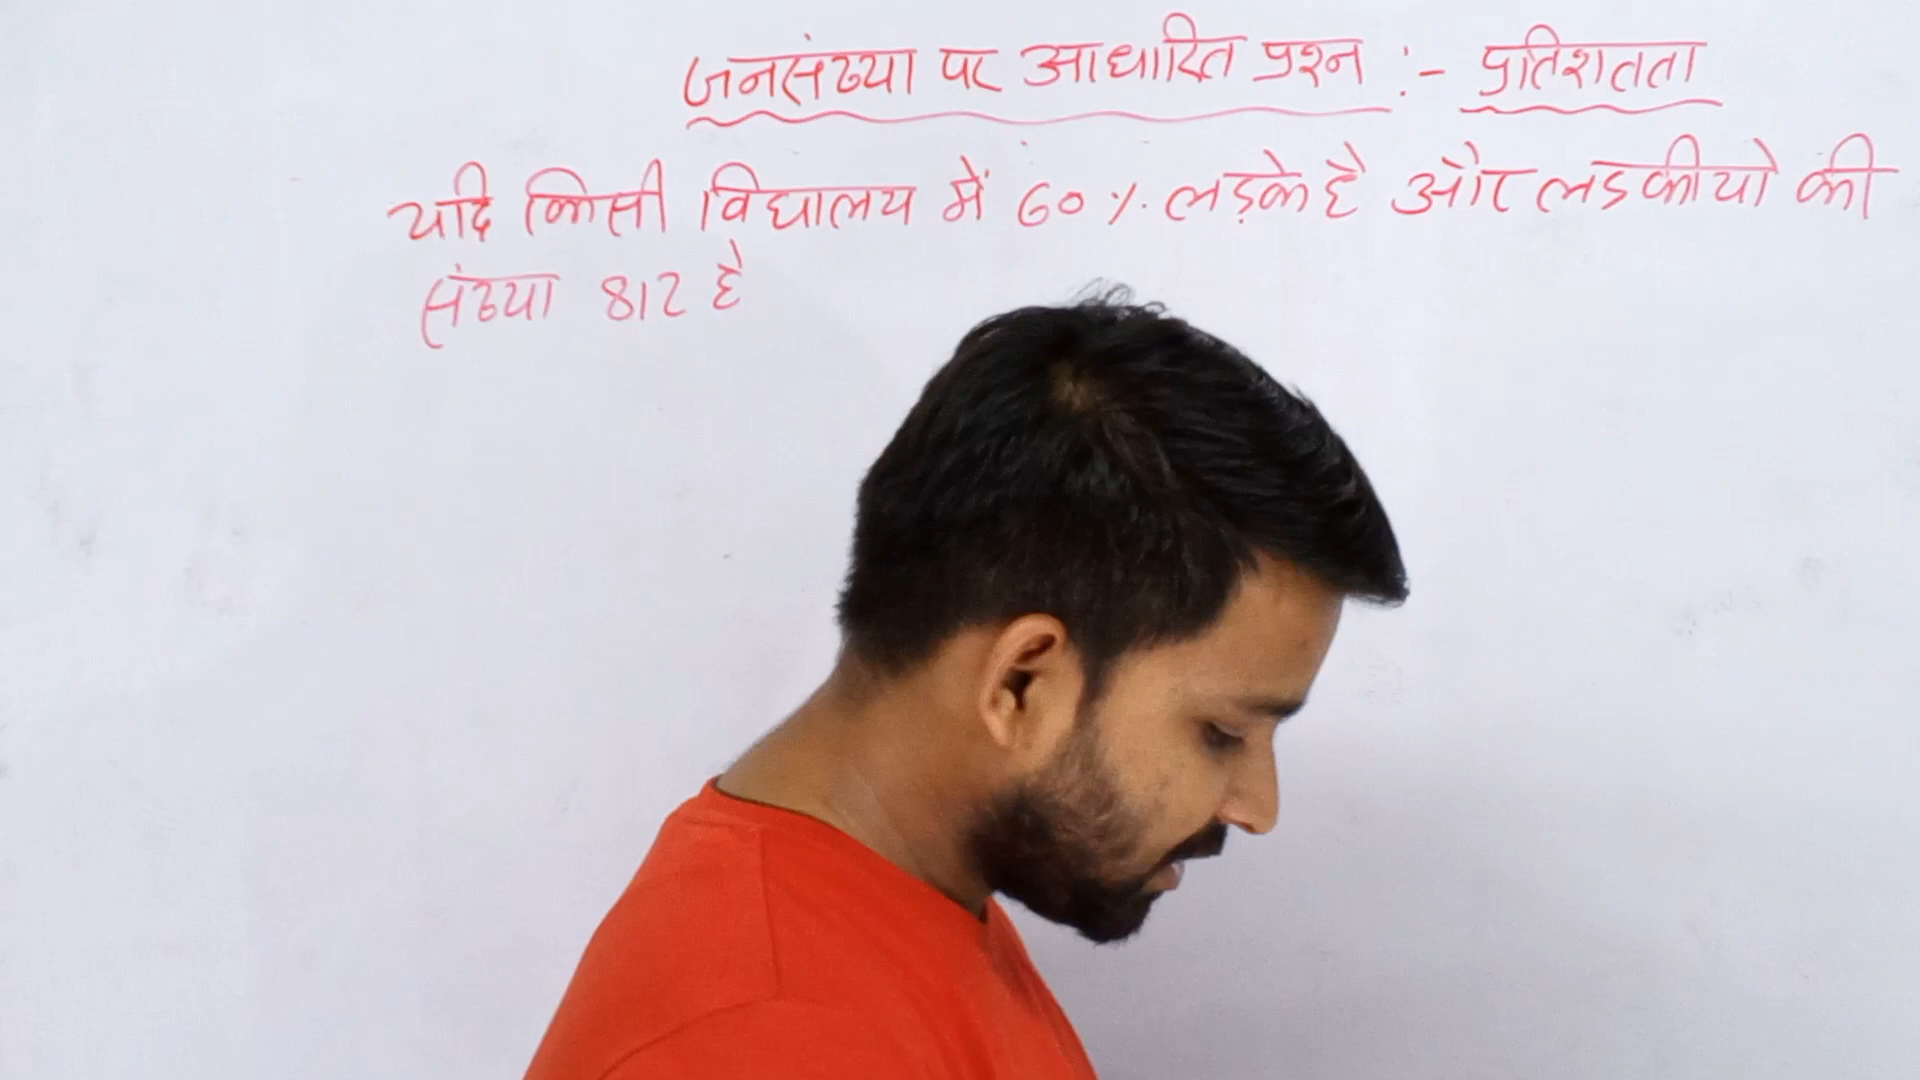 जनसंख्या पर आधारित प्रश्न :- प्रतिशतता
यदि किसी विद्यालय में 60%. लड़के है और लडकीयो की
संख्या 812 है